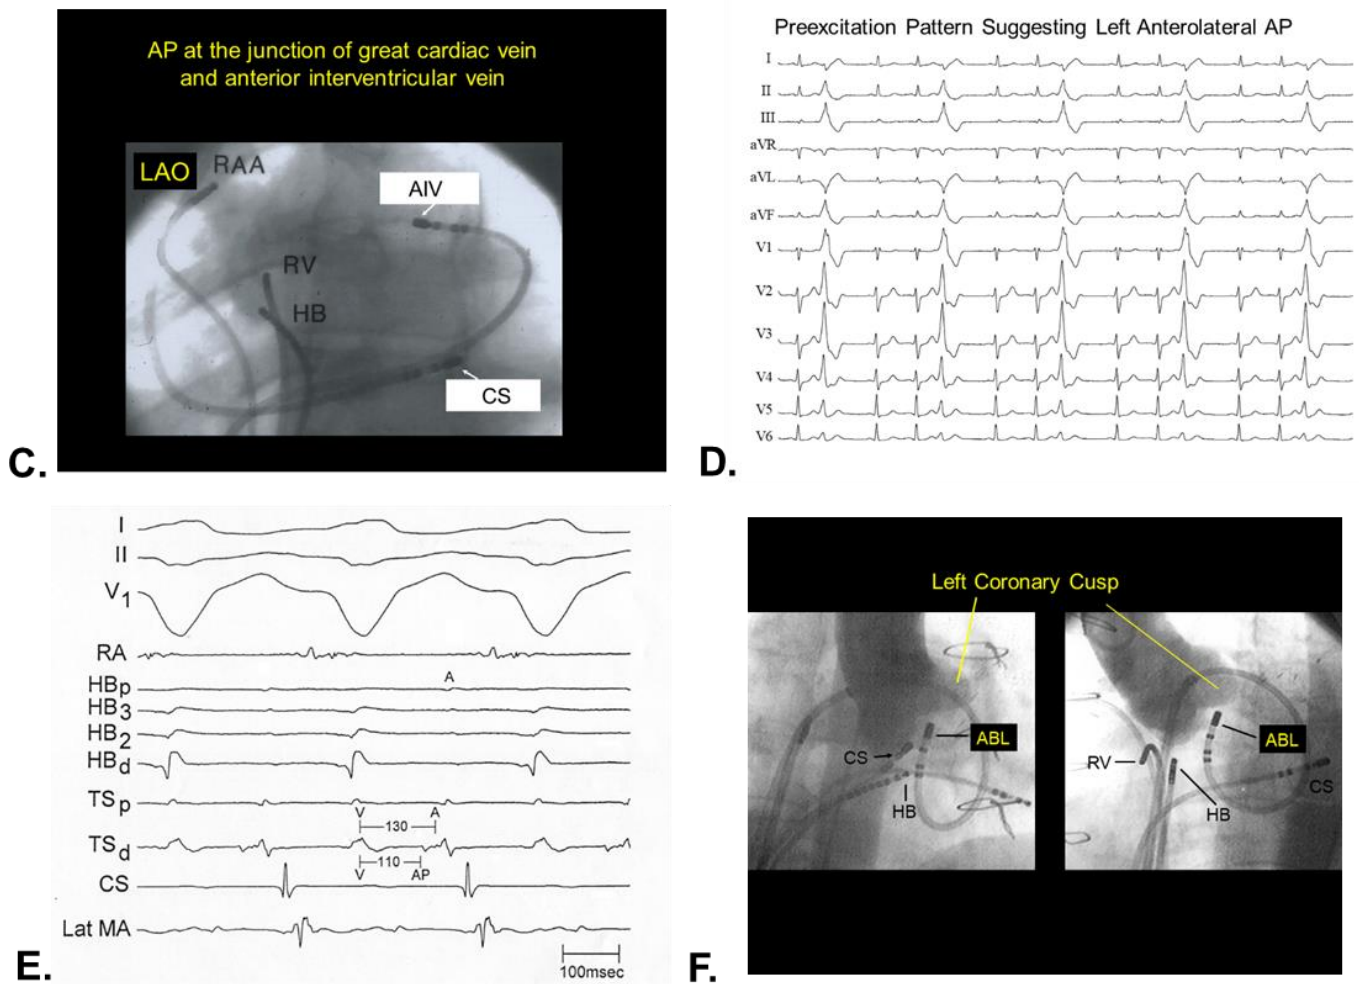 AP at the junction of great cardiac vein
and anterior interventricular vein
LAO
RAA
AIV
RV
HB
CS
C.
Preexcitation Pattern Suggesting Left Anterolateral AP
I
II
III
aVR
aVL
aVF
V1
V2
V3
V4
V5
V6
D.
I
II
V1
RA
HBp
A
HB3
HB2
HBd
TSp
V A
130
TSd
110
V AP
CS
Lat MA
100msec
E.
Left Coronary Cusp
CS
ABL
HB
RV
ABL
HB
CS
F.